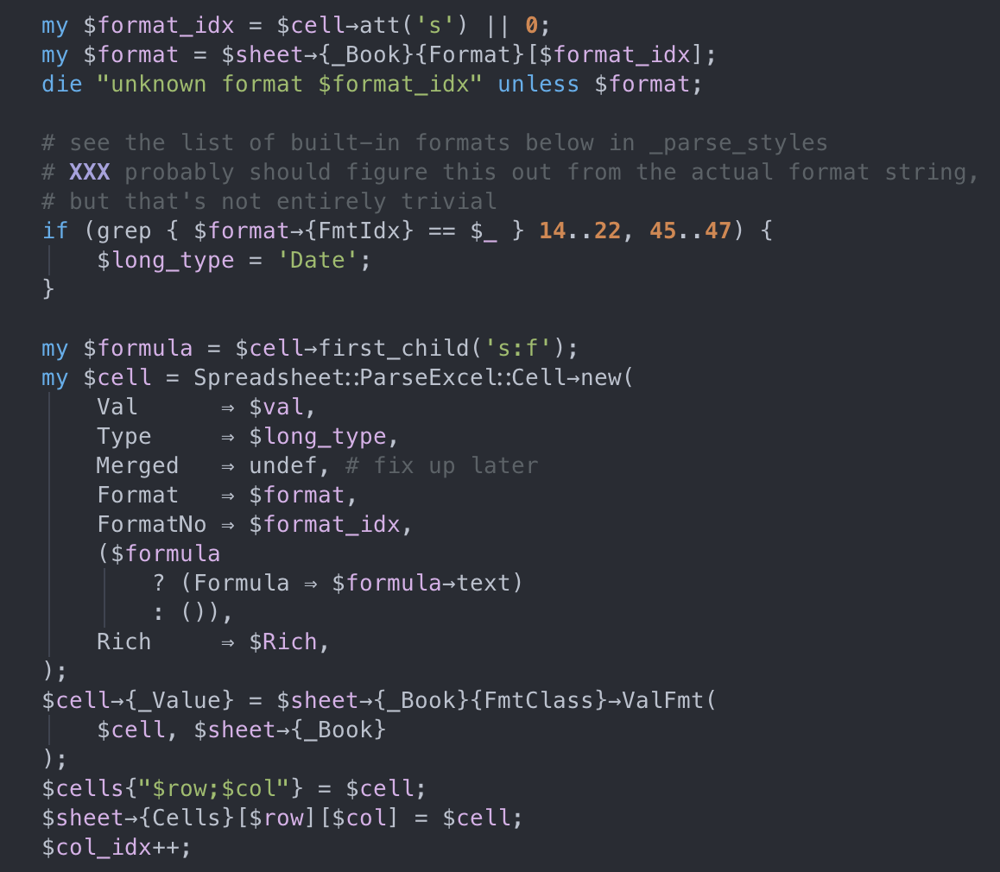 my $format_idx = $cell→att('s') || 0;
my $format = $sheet→{_Book}{Format}[$format_idx];
die "unknown format $format_idx" unless $format;

# see the list of built-in formats below in _parse_styles
# XXX probably should figure this out from the actual format string,
# but that's not entirely trivial
if (grep { $format→{FmtIdx} == $_ } 14..22, 45..47) {
    $long_type = 'Date';
}

my $formula = $cell→first_child('s:f');
my $cell = Spreadsheet::ParseExcel::Cell→new(
    Val      ⇒ $val,
    Type     ⇒ $long_type,
    Merged   ⇒ undef, # fix up later
    Format   ⇒ $format,
    FormatNo ⇒ $format_idx,
    ($formula
        ? (Formula ⇒ $formula→text)
        : ()),
    Rich     ⇒ $Rich,
);
$cell→{_Value} = $sheet→{_Book}{FmtClass}→ValFmt(
    $cell, $sheet→{_Book}
);
$cells{"$row;$col"} = $cell;
$sheet→{Cells}[$row][$col] = $cell;
$col_idx++;